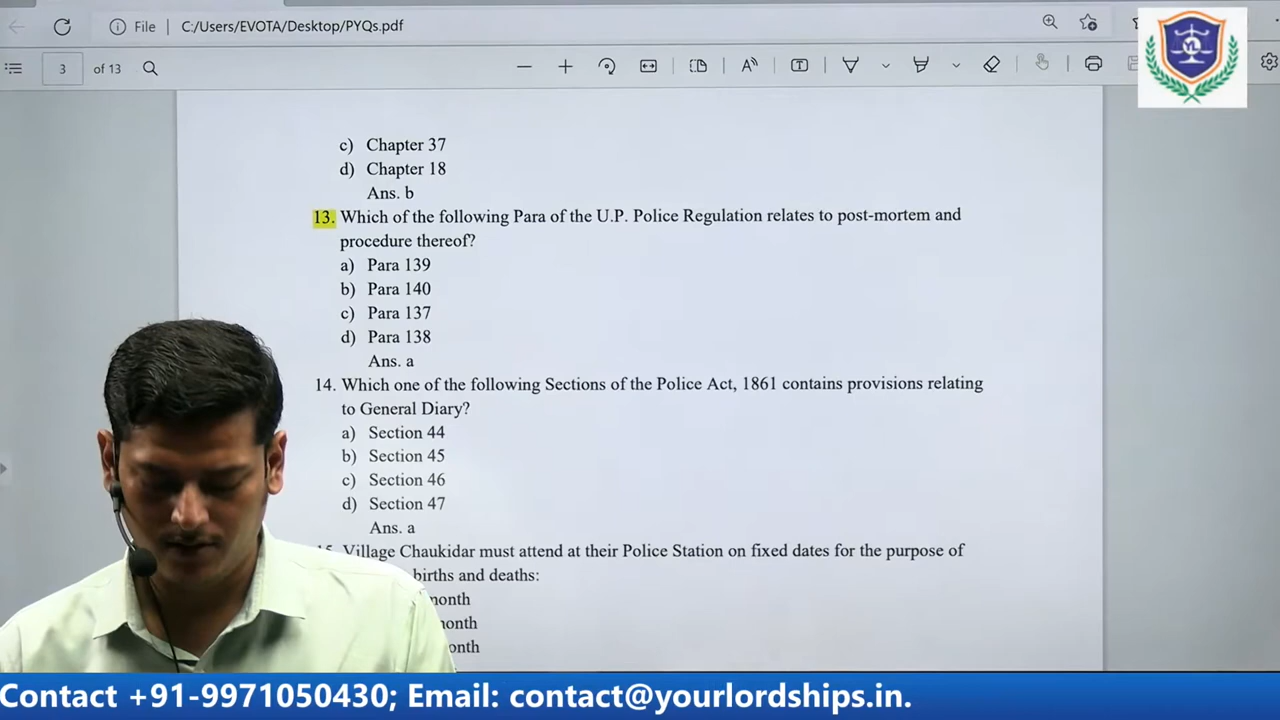 File
C:/Users/EVOTA/Desktop/PYQs.pdf
3 of 13
YL
c) Chapter 37
d) Chapter 18
Ans. b
13. Which of the following Para of the U.P. Police Regulation relates to post-mortem and
procedure thereof?
a) Para 139
b) Para 140
c) Para 137
d) Para 138
Ans. a
14. Which one of the following Sections of the Police Act, 1861 contains provisions relating
to General Diary?
a) Section 44
b) Section 45
c) Section 46
d) Section 47
Ans. a
Village Chaukidar must attend at their Police Station on fixed dates for the purpose of
births and deaths:
Contact +91-9971050430; Email: contact@yourlordships.in.